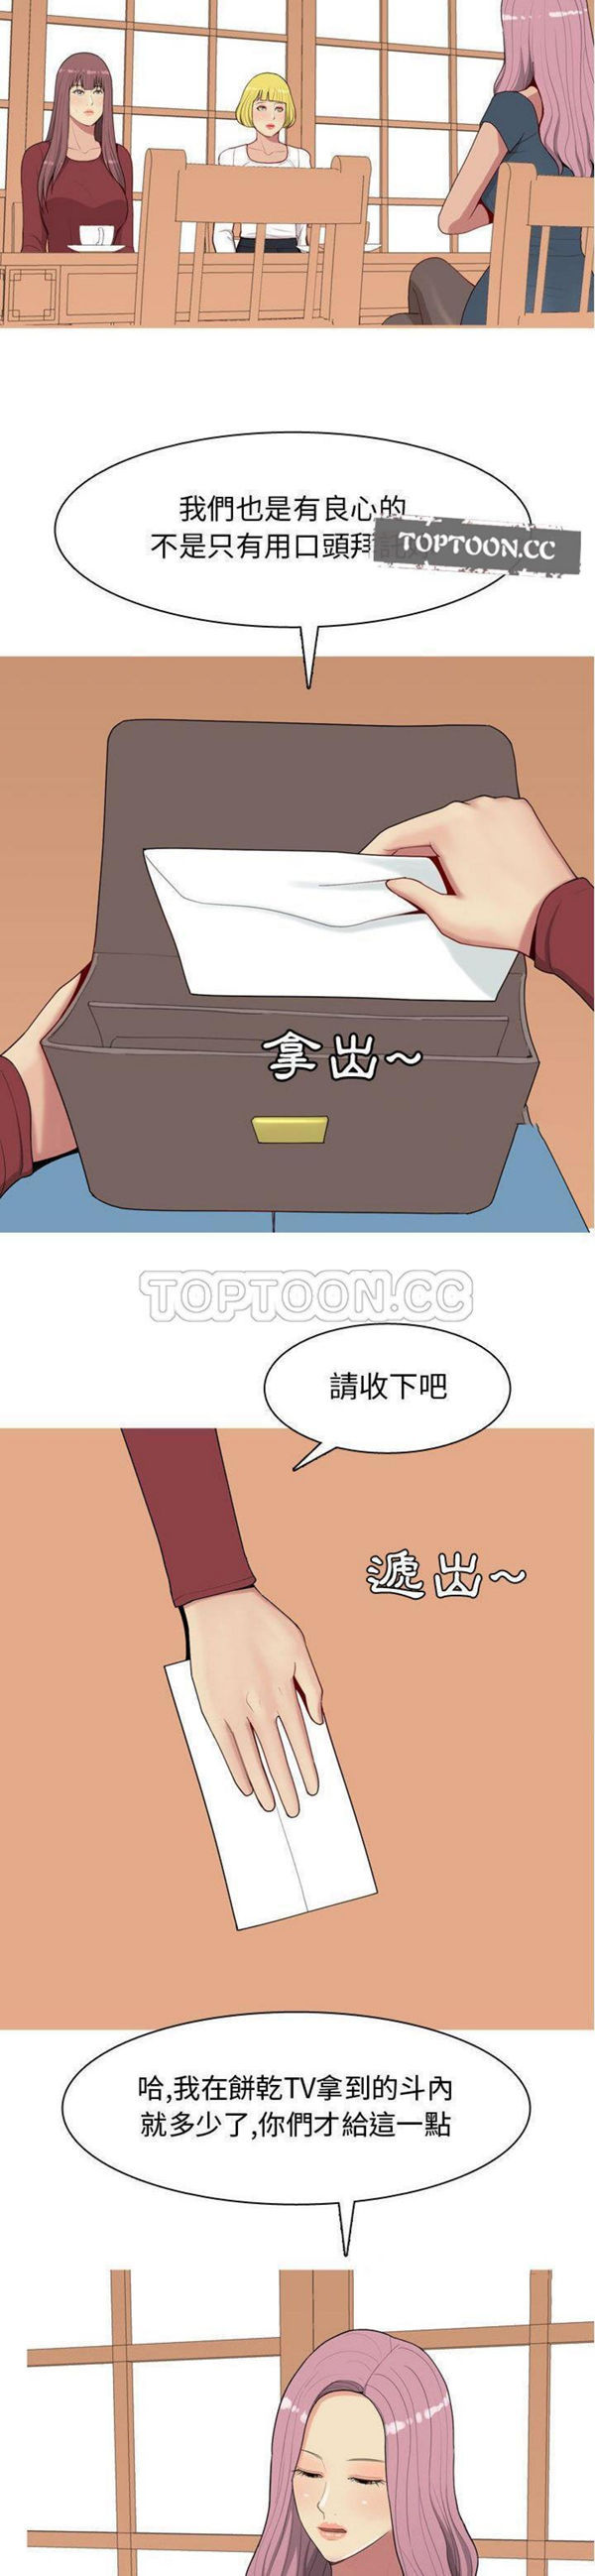 我們也是有良心的
不是只有用口頭拜託
TOPTOON.CC
拿出~
TOPTOON.CC
請收下吧
遞出~
哈,我在餅乾TV拿到的斗內
就多少了,你們才給這一點